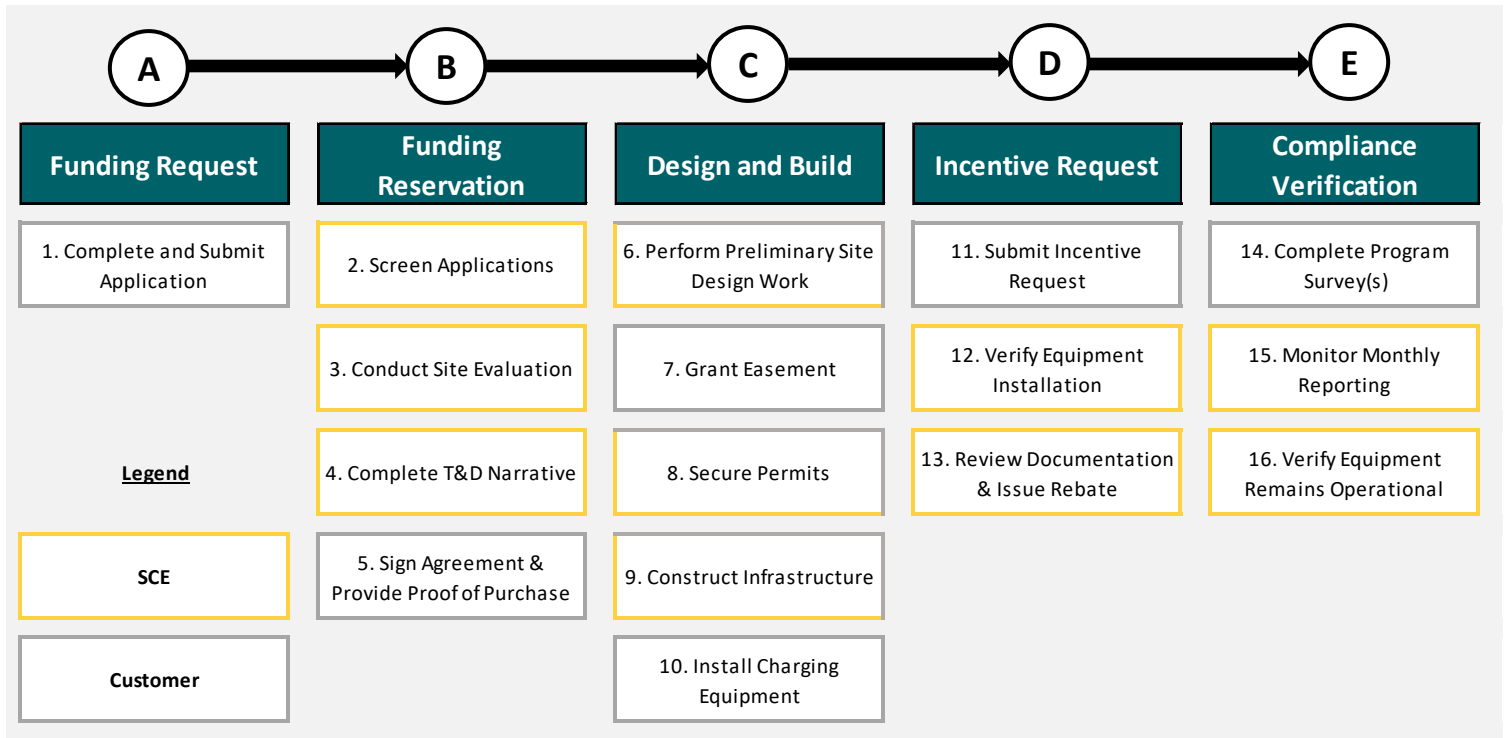 A
B
C
D
E
Funding Request
Funding
Reservation
Design and Build
Incentive Request
Compliance
Verification
1. Complete and Submit
Application
2. Screen Applications
3. Conduct Site Evaluation
4. Complete T&D Narrative
5. Sign Agreement &
Provide Proof of Purchase
6. Perform Preliminary Site
Design Work
7. Grant Easement
8. Secure Permits
9. Construct Infrastructure
10. Install Charging
Equipment
11. Submit Incentive
Request
12. Verify Equipment
Installation
13. Review Documentation
& Issue Rebate
14. Complete Program
Survey(s)
15. Monitor Monthly
Reporting
16. Verify Equipment
Remains Operational
Legend
SCE
Customer